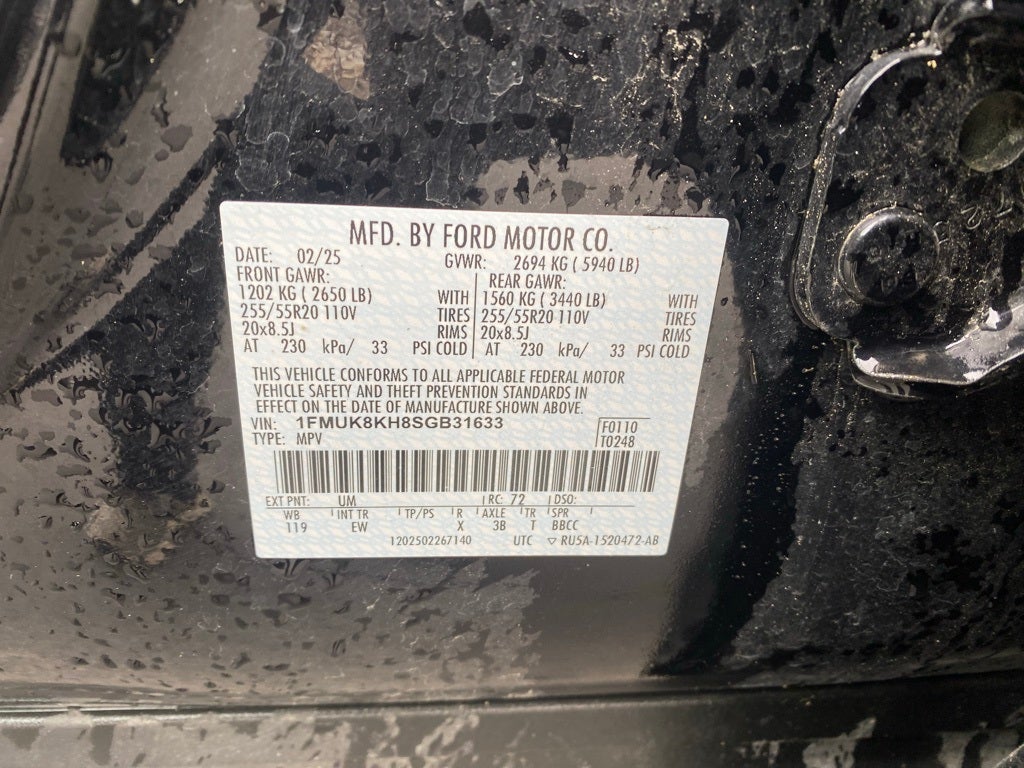 MFD. BY FORD MOTOR CO.
DATE: 02/25 GVWR: 2694 KG ( 5940 LB)
FRONT GAWR: REAR GAWR:
1202 KG ( 2650 LB) WITH 1560 KG ( 3440 LB) WITH
255/55R20 110V TIRES 255/55R20 110V TIRES
20x8.5J RIMS 20x8.5J RIMS
AT 230 kPa/ 33 PSI COLD AT 230 kPa/ 33 PSI COLD
THIS VEHICLE CONFORMS TO ALL APPLICABLE FEDERAL MOTOR
VEHICLE SAFETY AND THEFT PREVENTION STANDARDS IN
EFFECT ON THE DATE OF MANUFACTURE SHOWN ABOVE.
VIN: 1FMUK8KH8SGB31633 F0110
TYPE: MPV T0248
EXT PNT: UM RC: 72 DSO:
WB INT TR TP/PS R AXLE TR SPR
119 EW X 3B T BBCC
1202502267140 UTC ▽ RU5A-1520472-AB